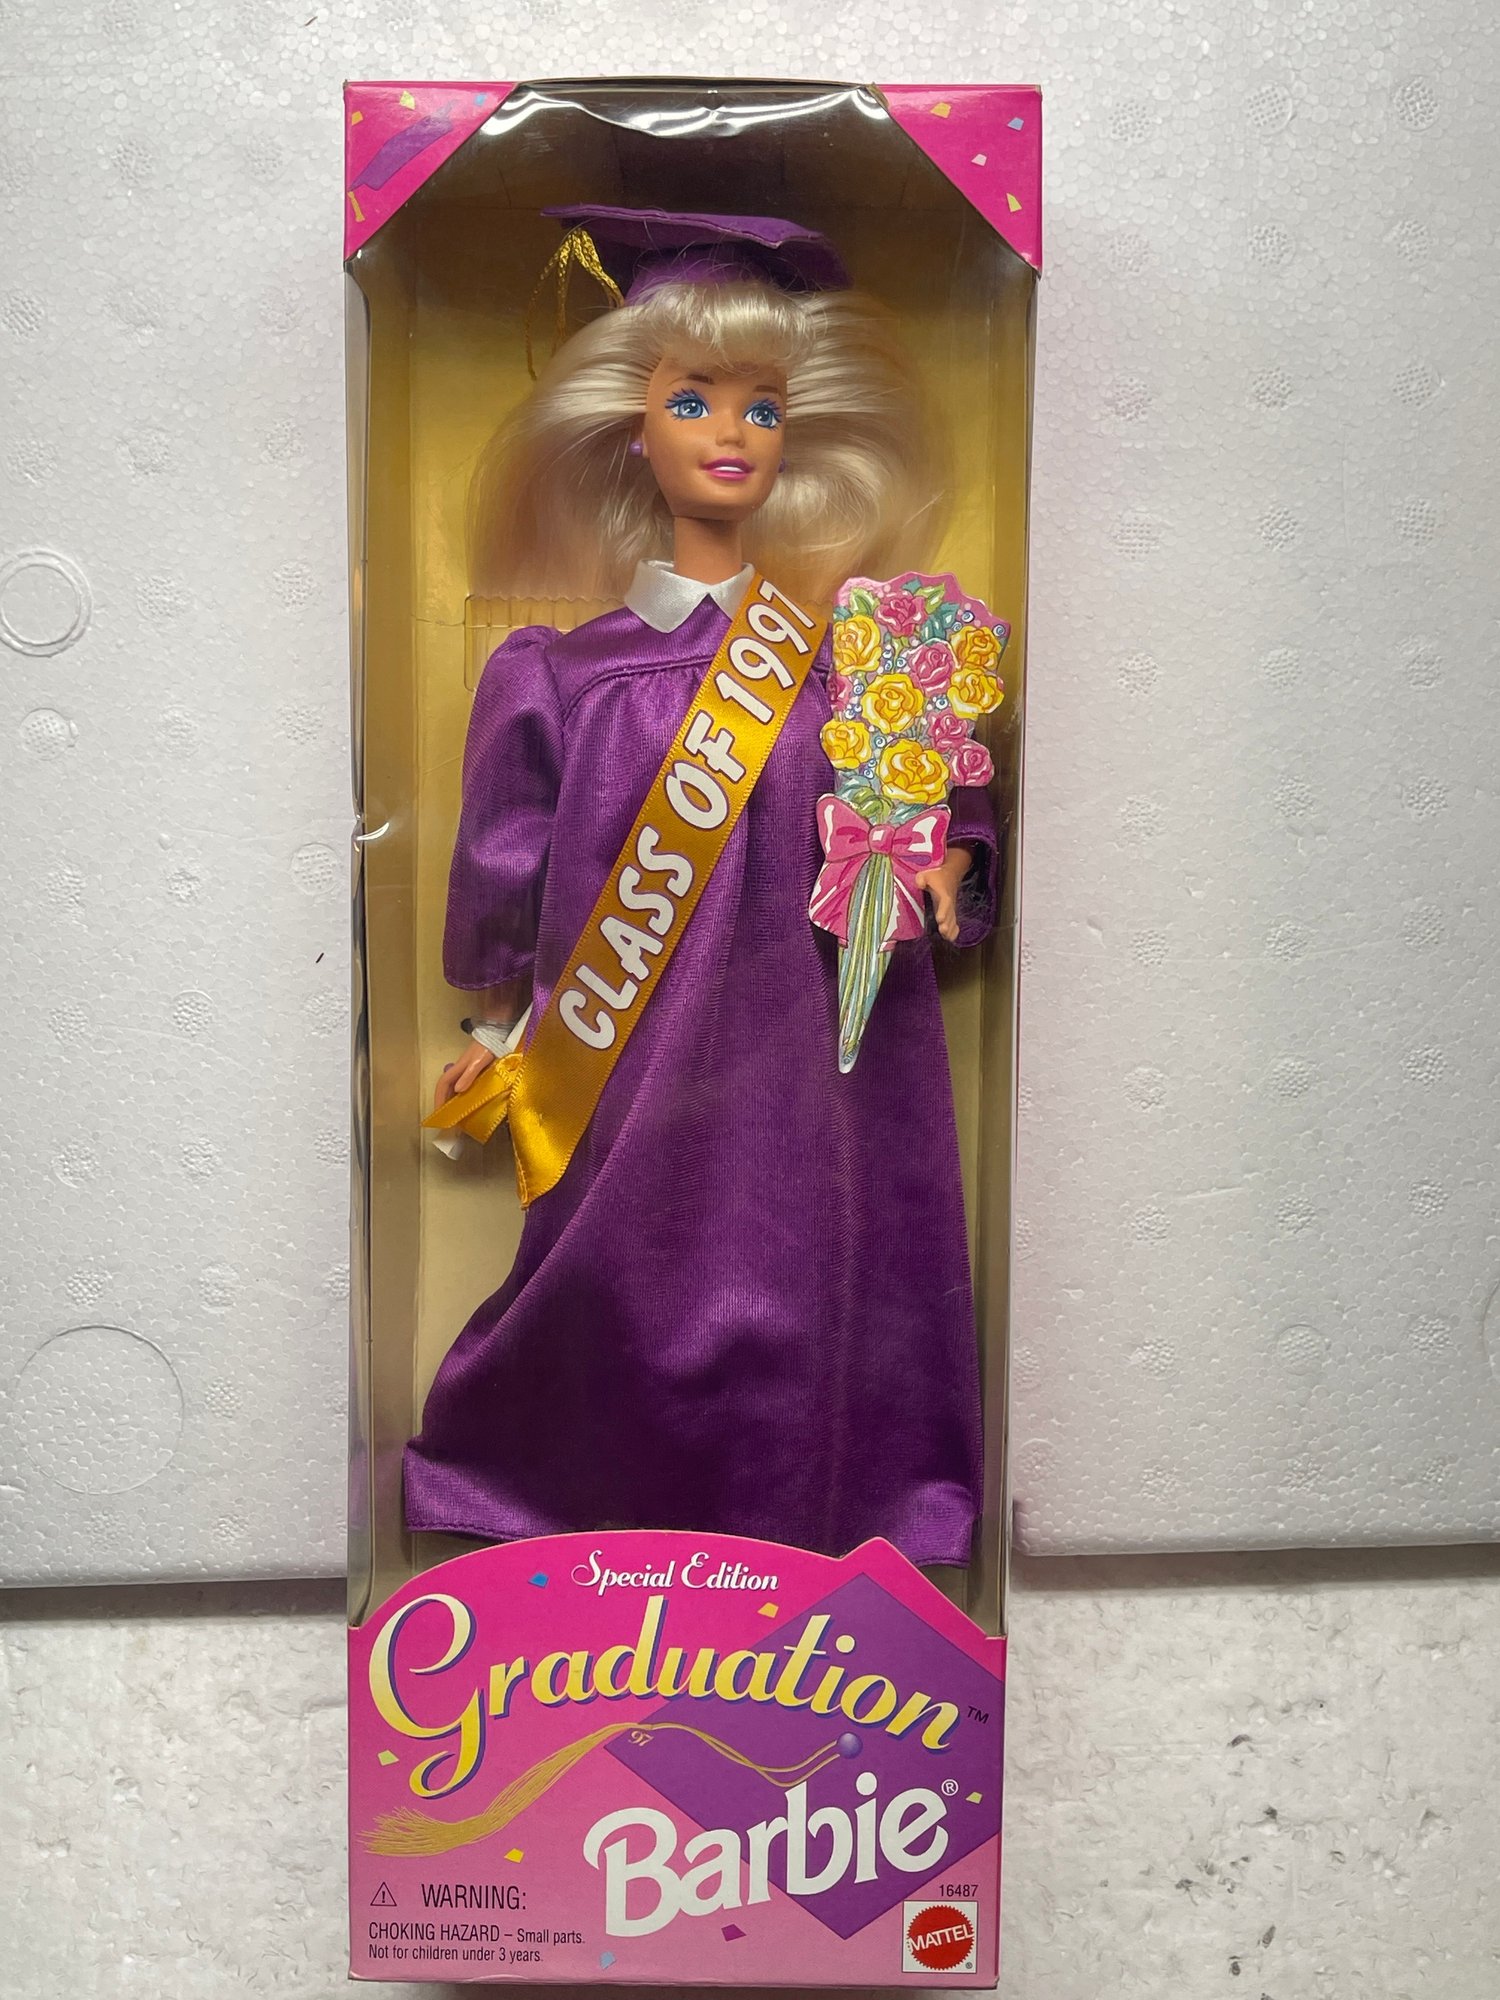 CLASS OF 1997
Special Edition
Graduation™
97
Barbie®
⚠ WARNING:
CHOKING HAZARD – Small parts.
Not for children under 3 years.
16487
MATTEL®